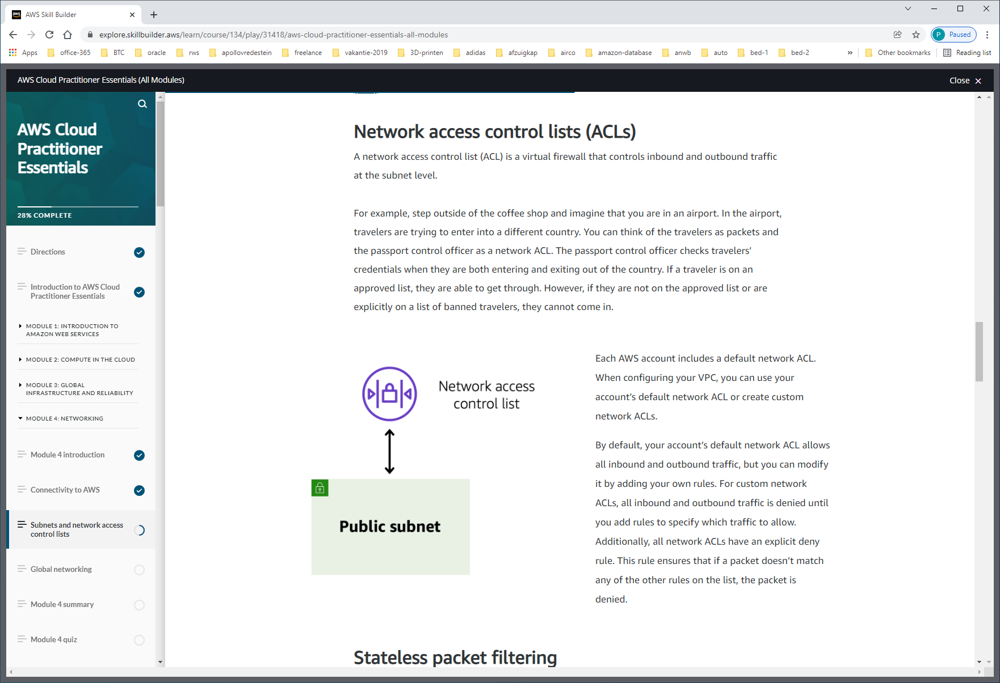 AWS Skill Builder
explore.skillbuilder.aws/learn/course/134/play/31418/aws-cloud-practitioner-essentials-all-modules
P Paused
Apps office-365 BTC oracle rws apollovredestein freelance vakantie-2019 3D-printen adidas afzuigkap airco amazon-database anwb auto bed-1 bed-2 » Other bookmarks Reading list
AWS Cloud Practitioner Essentials (All Modules)
Close
AWS Cloud
Practitioner
Essentials
28% COMPLETE
Directions
Introduction to AWS Cloud
Practitioner Essentials
MODULE 1: INTRODUCTION TO
AMAZON WEB SERVICES
MODULE 2: COMPUTE IN THE CLOUD
MODULE 3: GLOBAL
INFRASTRUCTURE AND RELIABILITY
MODULE 4: NETWORKING
Module 4 introduction
Connectivity to AWS
Subnets and network access
control lists
Global networking
Module 4 summary
Module 4 quiz
Network access control lists (ACLs)
A network access control list (ACL) is a virtual firewall that controls inbound and outbound traffic
at the subnet level.
For example, step outside of the coffee shop and imagine that you are in an airport. In the airport,
travelers are trying to enter into a different country. You can think of the travelers as packets and
the passport control officer as a network ACL. The passport control officer checks travelers’
credentials when they are both entering and exiting out of the country. If a traveler is on an
approved list, they are able to get through. However, if they are not on the approved list or are
explicitly on a list of banned travelers, they cannot come in.
Network access
control list
Public subnet
Each AWS account includes a default network ACL.
When configuring your VPC, you can use your
account’s default network ACL or create custom
network ACLs.
By default, your account’s default network ACL allows
all inbound and outbound traffic, but you can modify
it by adding your own rules. For custom network
ACLs, all inbound and outbound traffic is denied until
you add rules to specify which traffic to allow.
Additionally, all network ACLs have an explicit deny
rule. This rule ensures that if a packet doesn’t match
any of the other rules on the list, the packet is
denied.
Stateless packet filtering